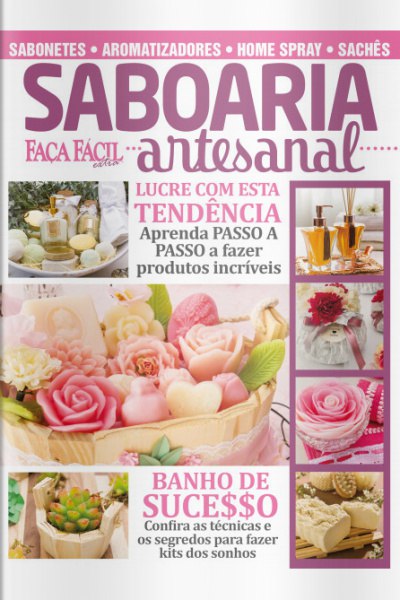 SABONETES • AROMATIZADORES • HOME SPRAY • SACHÊS
SABOARIA
FAÇA FÁCIL
extra
artesanal
LUCRE COM ESTA
TENDÊNCIA
Aprenda PASSO A
PASSO a fazer
produtos incríveis
BANHO DE
SUCE$$O
Confira as técnicas e
os segredos para fazer
kits dos sonhos